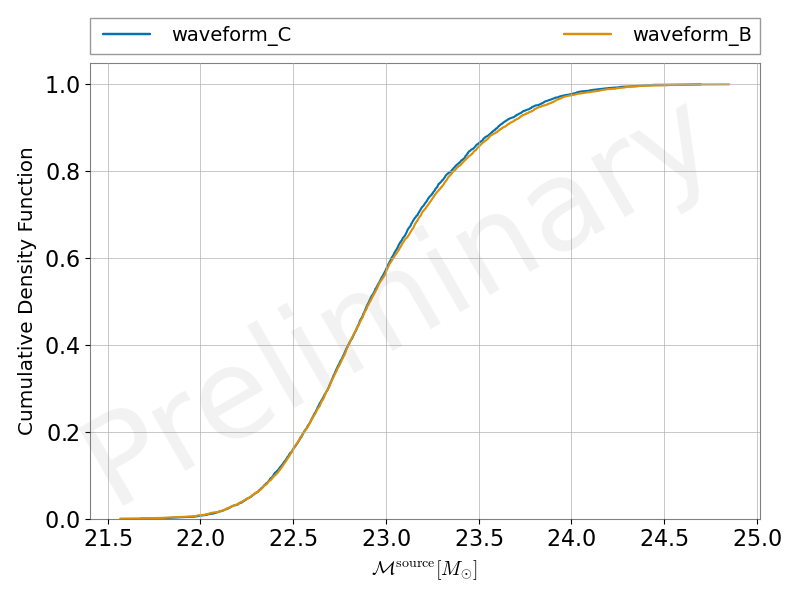 waveform_C waveform_B
1.0
0.8
0.6
0.4
0.2
0.0
Cumulative Density Function
Preliminary
21.5 22.0 22.5 23.0 23.5 24.0 24.5 25.0
ℳ^source[M_⊙]